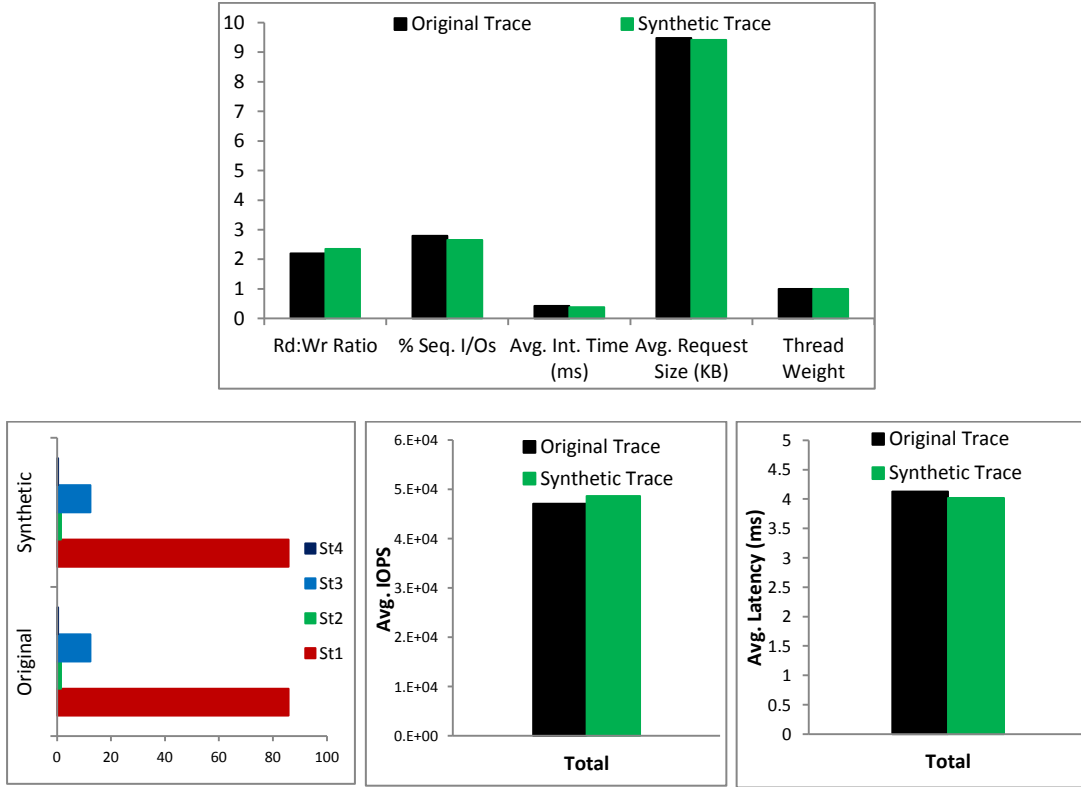 Original Trace Synthetic Trace
10
9
8
7
6
5
4
3
2
1
0
Rd:Wr Ratio % Seq. I/Os Avg. Int. Time Avg. Request Thread
(ms) Size (KB) Weight
Synthetic
Original
St4
St3
St2
St1
0 20 40 60 80 100
Avg. IOPS
6.E+04
5.E+04
4.E+04
3.E+04
2.E+04
1.E+04
0.E+00
Original Trace
Synthetic Trace
Total
Avg. Latency (ms)
5
4.5
4
3.5
3
2.5
2
1.5
1
0.5
0
Original Trace
Synthetic Trace
Total